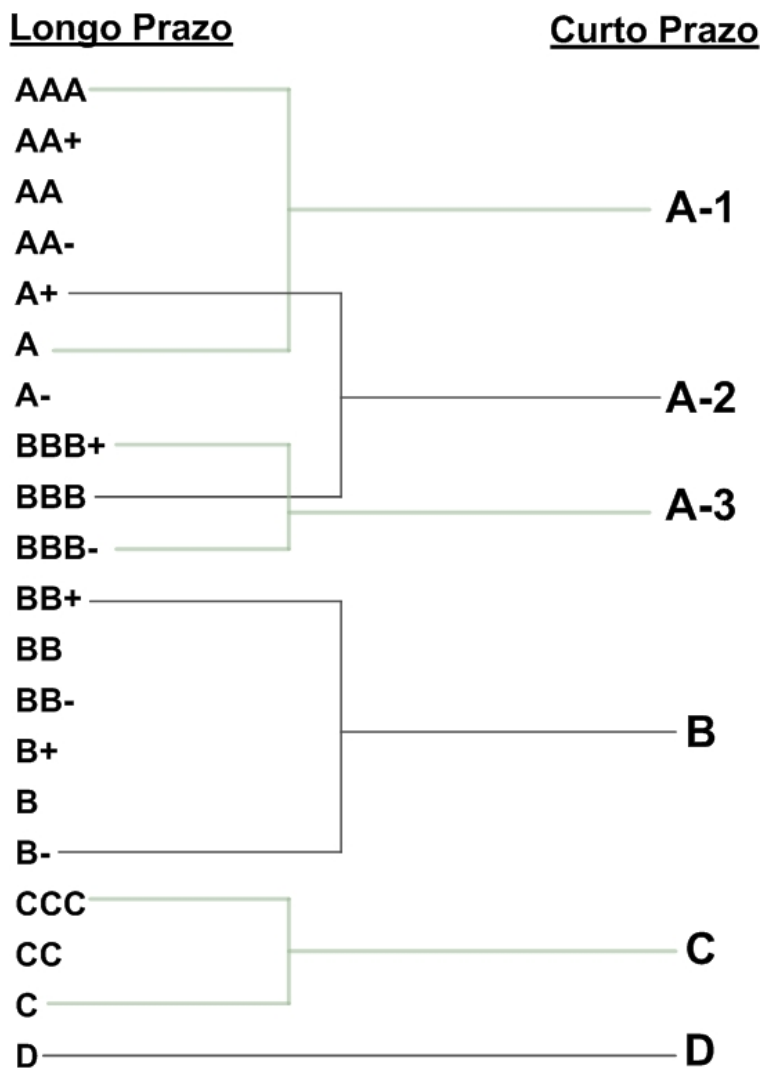 Longo Prazo
Curto Prazo
AAA
AA+
AA
AA-
A+
A
A-
BBB+
BBB
BBB-
BB+
BB
BB-
B+
B
B-
CCC
CC
C
D
A-1
A-2
A-3
B
C
D